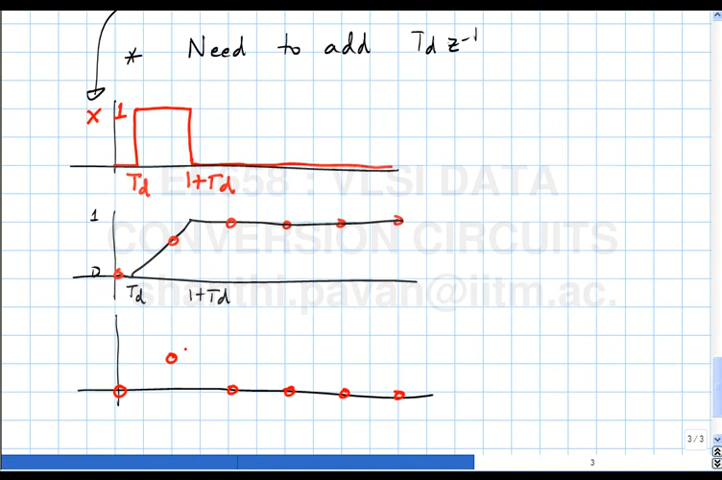 * Need to add Td z⁻¹
x 1
Td 1+Td
EE658 : VLSI DATA
1
CONVERSION CIRCUITS
0
Td 1+Td
shanthi.pavan@iitm.ac.
3/3
3